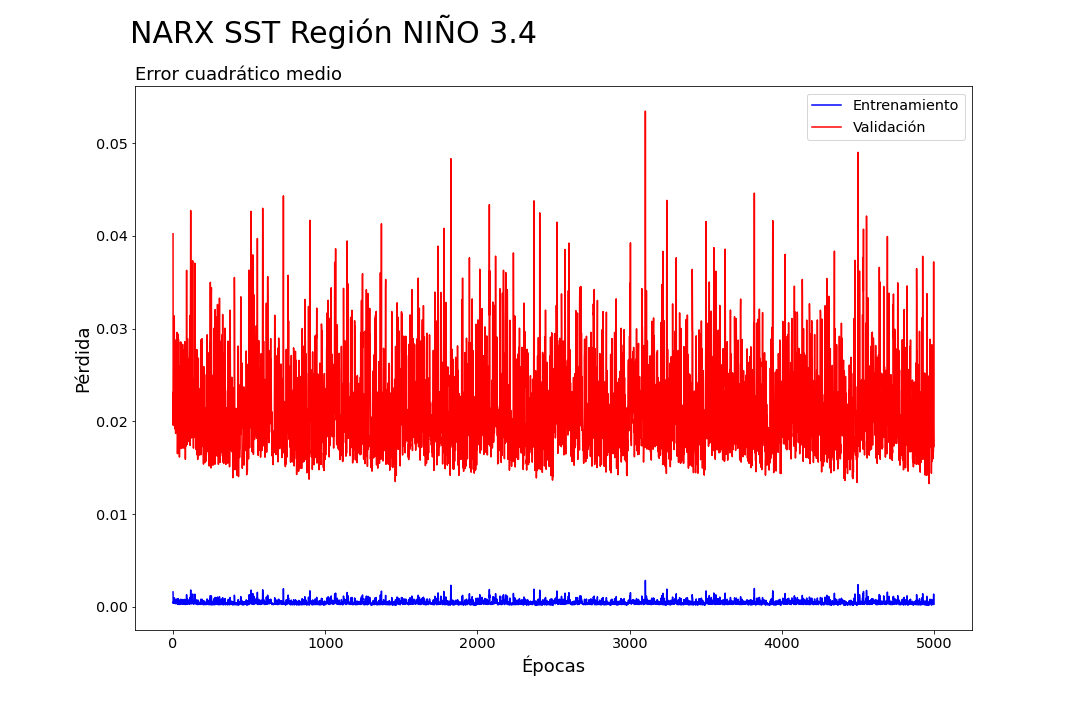 NARX SST Región NIÑO 3.4
Error cuadrático medio
Entrenamiento
Validación
0.05
0.04
0.03
0.02
0.01
0.00
Pérdida
0 1000 2000 3000 4000 5000
Épocas